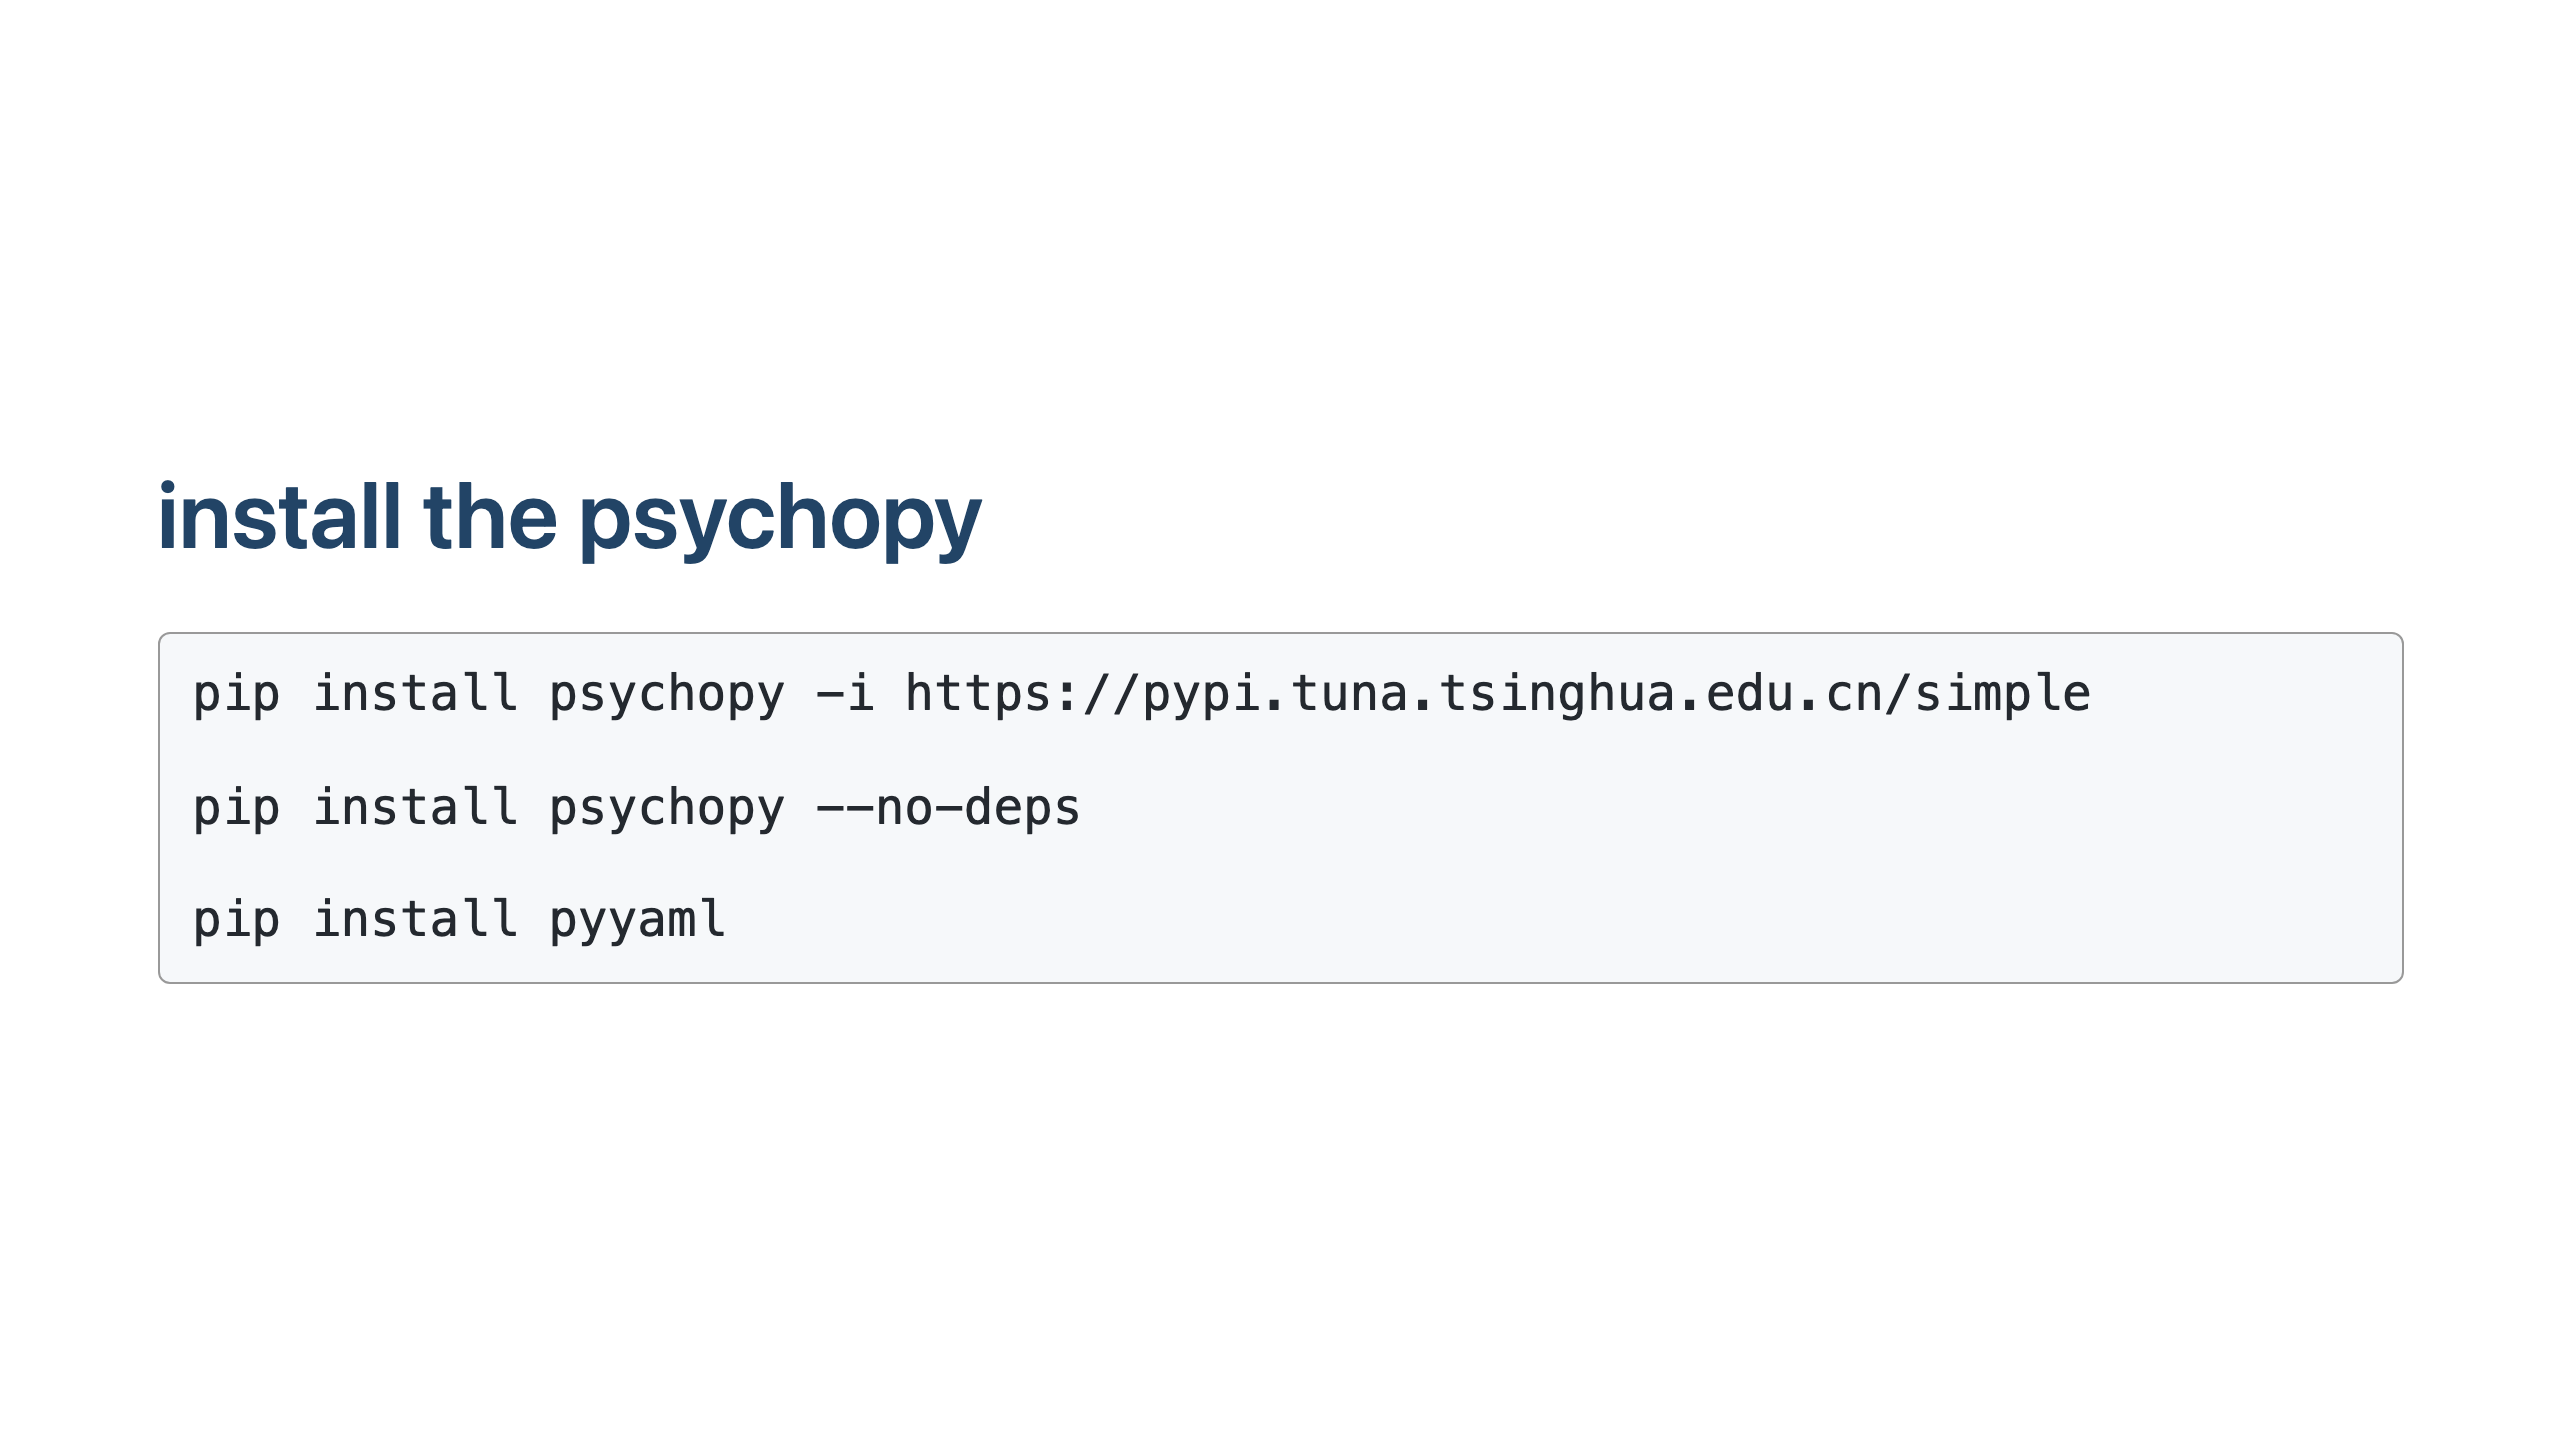 install the psychopy
pip install psychopy -i https://pypi.tuna.tsinghua.edu.cn/simple
pip install psychopy --no-deps
pip install pyyaml